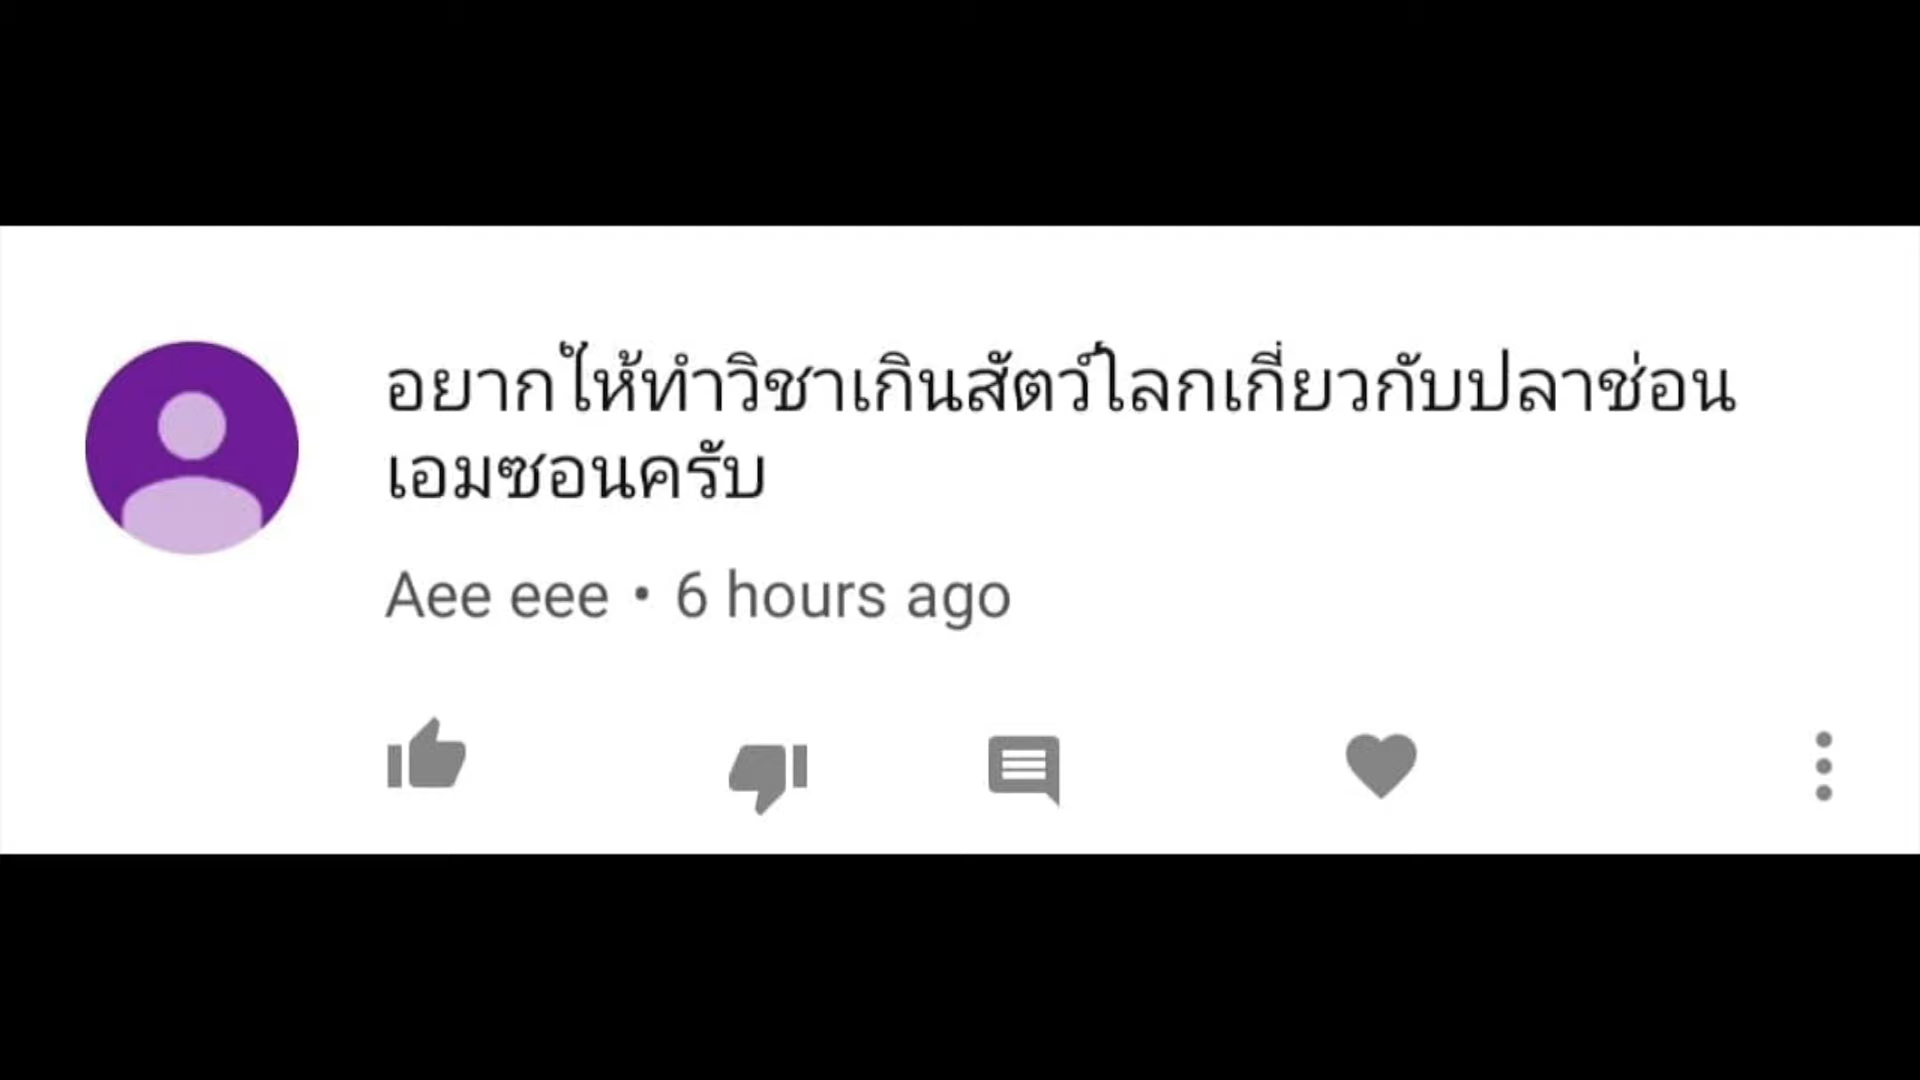 อยากให้ทำวิชาเกินสัตว์โลกเกี่ยวกับปลาช่อน
เอมซอนครับ
Aee eee • 6 hours ago